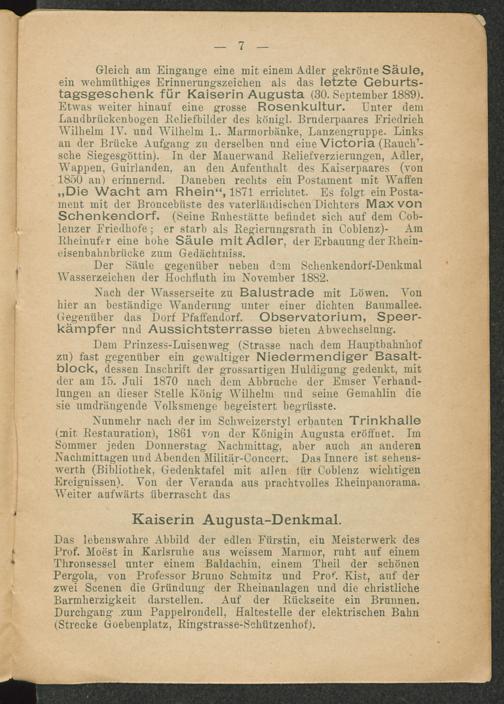 — 7 —
Gleich am Eingange eine mit einem Adler gekrönte Säule,
ein wehmüthiges Erinnerungszeichen als das letzte Geburts-
tagsgeschenk für Kaiserin Augusta (30. September 1889).
Etwas weiter hinauf eine grosse Rosenkultur. Unter dem
Landbrückenbogen Reliefbilder des königl. Bruderpaares Friedrich
Wilhelm IV. und Wilhelm I.. Marmorbänke, Lanzengruppe. Links
an der Brücke Aufgang zu derselben und eine Victoria (Rauch'-
sche Siegesgöttin). In der Mauerwand Reliefverzierungen, Adler,
Wappen, Guirlanden, an den Aufenthalt des Kaiserpaares (von
1850 an) erinnernd. Daneben rechts ein Postament mit Waffen
„Die Wacht am Rhein“, 1871 errichtet. Es folgt ein Posta-
ment mit der Broncebüste des vaterländischen Dichters Max von
Schenkendorf. (Seine Ruhestätte befindet sich auf dem Cob-
lenzer Friedhofe; er starb als Regierungsrath in Coblenz)- Am
Rheinufer eine hohe Säule mit Adler, der Erbauung der Rhein-
eisenbahnbrücke zum Gedächtniss.
Der Säule gegenüber neben dem Schenkendorf-Denkmal
Wasserzeichen der Hochfluth im November 1882.
Nach der Wasserseite zu Balustrade mit Löwen. Von
hier an beständige Wanderung unter einer dichten Baumallee.
Gegenüber das Dorf Pfaffendorf. Observatorium, Speer-
kämpfer und Aussichtsterrasse bieten Abwechselung.
Dem Prinzess-Luisenweg (Strasse nach dem Hauptbahnhof
zu) fast gegenüber ein gewaltiger Niedermendiger Basalt-
block, dessen Inschrift der grossartigen Huldigung gedenkt, mit
der am 15. Juli 1870 nach dem Abbruche der Emser Verhand-
lungen an dieser Stelle König Wilhelm und seine Gemahlin die
sie umdrängende Volksmenge begeistert begrüsste.
Nunmehr nach der im Schweizerstyl erbauten Trinkhalle
(mit Restauration), 1861 von der Königin Augusta eröffnet. Im
Sommer jeden Donnerstag Nachmittag, aber auch an anderen
Nachmittagen und Abenden Militär-Concert. Das Innere ist sehens-
werth (Bibliothek, Gedenktafel mit allen für Coblenz wichtigen
Ereignissen). Von der Veranda aus prachtvolles Rheinpanorama.
Weiter aufwärts überrascht das
Kaiserin Augusta-Denkmal.
Das lebenswahre Abbild der edlen Fürstin, ein Meisterwerk des
Prof. Moëst in Karlsruhe aus weissem Marmor, ruht auf einem
Thronsessel unter einem Baldachin, einem Theil der schönen
Pergola, von Professor Bruno Schmitz und Prof. Kist, auf der
zwei Scenen die Gründung der Rheinanlagen und die christliche
Barmherzigkeit darstellen. Auf der Rückseite ein Brunnen.
Durchgang zum Pappelrondell, Haltestelle der elektrischen Bahn
(Strecke Goebenplatz, Ringstrasse-Schützenhof).